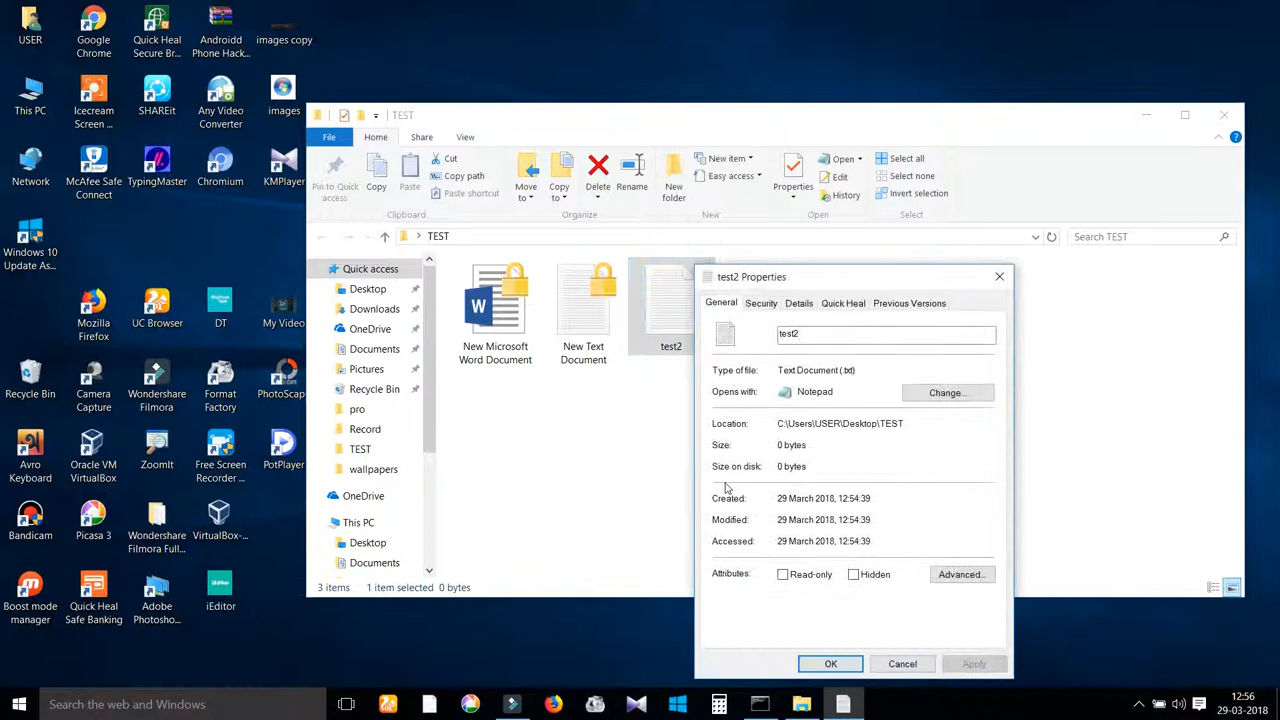 USER
Google
Chrome
Quick Heal
Secure Br...
Androidd
Phone Hack...
images copy
This PC
Icecream
Screen ...
SHAREit
Any Video
Converter
images
Network
McAfee Safe
Connect
TypingMaster
Chromium
KMPlayer
Windows 10
Update As...
Mozilla
Firefox
UC Browser
DT
My Video
Recycle Bin
Camera
Capture
Wondershare
Filmora
Format
Factory
PhotoScap
Avro
Keyboard
Oracle VM
VirtualBox
ZoomIt
Free Screen
Recorder ...
PotPlayer
Bandicam
Picasa 3
Wondershare
Filmora Full...
VirtualBox-...
Boost mode
manager
Quick Heal
Safe Banking
Adobe
Photosho...
iEditor
TEST
File
Home
Share
View
Pin to Quick
access
Copy
Paste
Cut
Copy path
Paste shortcut
Clipboard
Move
to
Copy
to
Delete
Rename
Organize
New
folder
New item
Easy access
New
Properties
Open
Edit
History
Open
Select all
Select none
Invert selection
Select
TEST
Search TEST
Quick access
Desktop
Downloads
OneDrive
Documents
Pictures
Recycle Bin
pro
Record
TEST
wallpapers
OneDrive
This PC
Desktop
Documents
New Microsoft
Word Document
New Text
Document
test2
3 items
1 item selected
0 bytes
test2 Properties
General
Security
Details
Quick Heal
Previous Versions
test2
Type of file: Text Document (.txt)
Opens with: Notepad
Change...
Location: C:\Users\USER\Desktop\TEST
Size: 0 bytes
Size on disk: 0 bytes
Created: 29 March 2018, 12:54:39
Modified: 29 March 2018, 12:54:39
Accessed: 29 March 2018, 12:54:39
Attributes: Read-only Hidden Advanced...
OK
Cancel
Apply
Search the web and Windows
12:56
29-03-2018